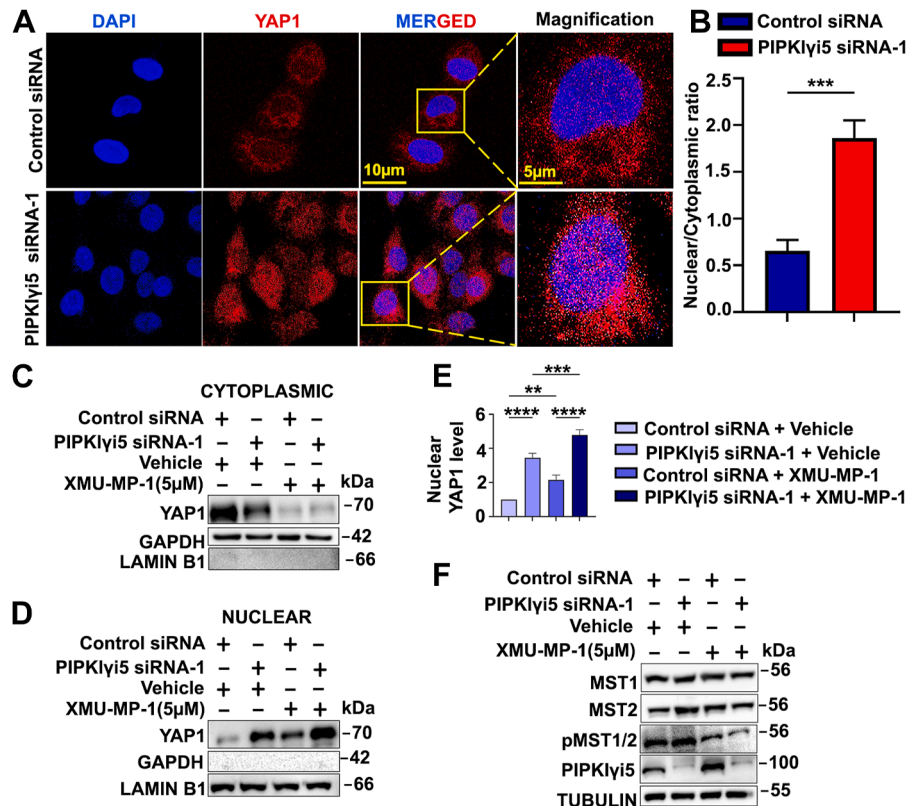 A
DAPI
YAP1
MERGED
Magnification
Control siRNA
10μm
5μm
PIPKIγi5 siRNA-1
B
Control siRNA
PIPKIγi5 siRNA-1
Nuclear/Cytoplasmic ratio
2.5
2.0
1.5
1.0
0.5
0.0
***
C
CYTOPLASMIC
Control siRNA + − + −
PIPKIγi5 siRNA-1 − + − +
Vehicle + + − −
XMU-MP-1(5μM) − − + + kDa
YAP1 −70
GAPDH −42
LAMIN B1 −66
D
NUCLEAR
Control siRNA + − + −
PIPKIγi5 siRNA-1 − + − +
Vehicle + + − −
XMU-MP-1(5μM) − − + + kDa
YAP1 −70
GAPDH −42
LAMIN B1 −66
E
Nuclear
YAP1 level
6
4
2
0
***
**
**** ****
Control siRNA + Vehicle
PIPKIγi5 siRNA-1 + Vehicle
Control siRNA + XMU-MP-1
PIPKIγi5 siRNA-1 + XMU-MP-1
F
Control siRNA + − + −
PIPKIγi5 siRNA-1 − + − +
Vehicle + + − −
XMU-MP-1(5μM) − − + + kDa
MST1 −56
MST2 −56
pMST1/2 −56
PIPKIγi5 −100
TUBULIN −55